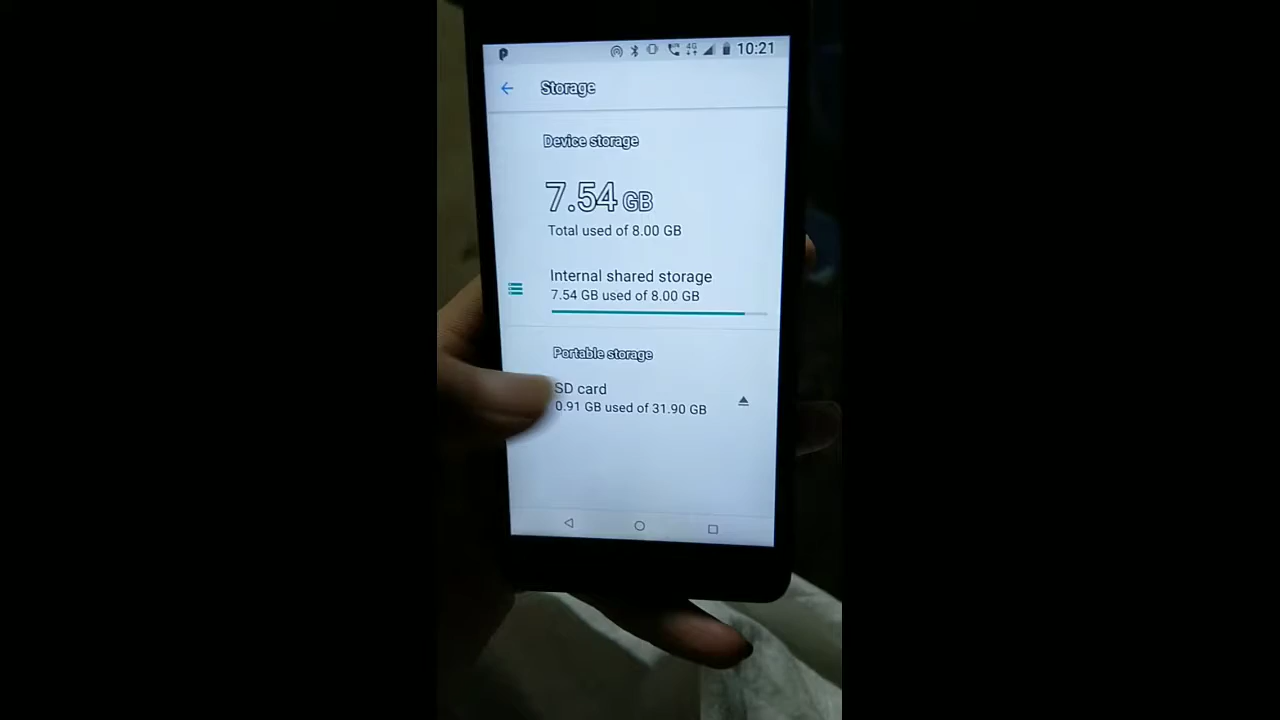 4G 10:21
Storage
Device storage
7.54 GB
Total used of 8.00 GB
Internal shared storage
7.54 GB used of 8.00 GB
Portable storage
SD card
0.91 GB used of 31.90 GB